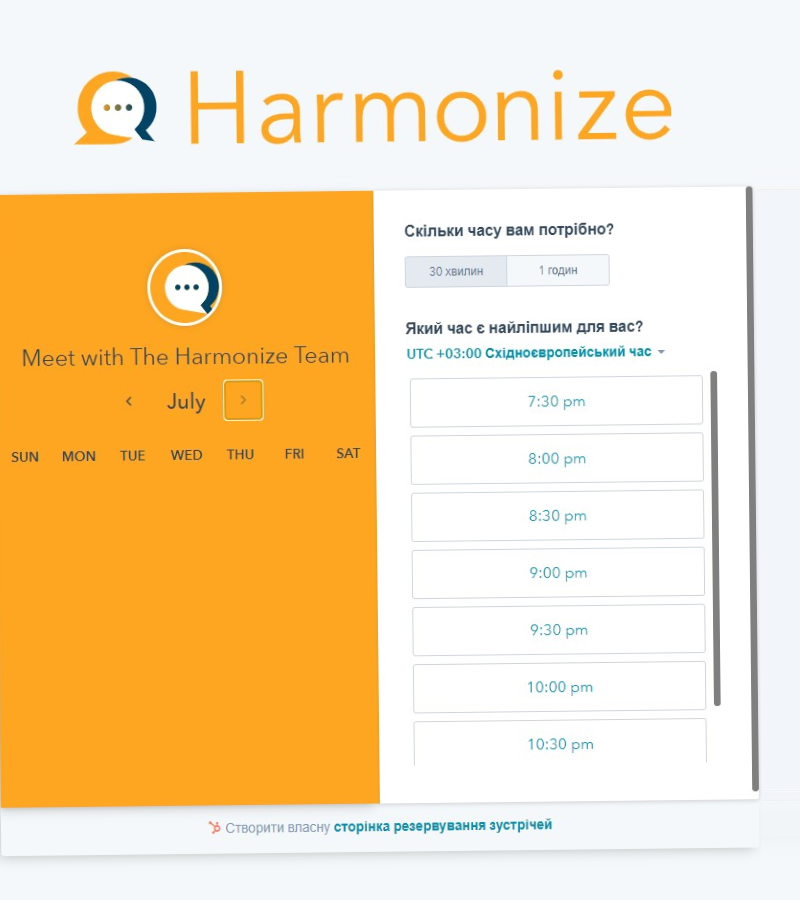 Harmonize
Meet with The Harmonize Team
July
SUN MON TUE WED THU FRI SAT
Скільки часу вам потрібно?
30 хвилин 1 годин
Який час є найліпшим для вас?
UTC +03:00 Східноєвропейський час
7:30 pm
8:00 pm
8:30 pm
9:00 pm
9:30 pm
10:00 pm
10:30 pm
Створити власну сторінка резервування зустрічей